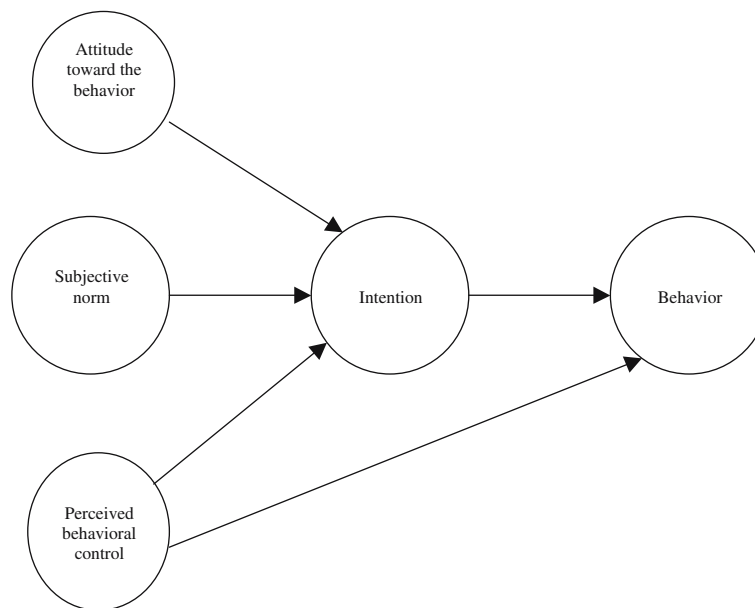 Attitude
toward the
behavior
Subjective
norm
Intention
Behavior
Perceived
behavioral
control